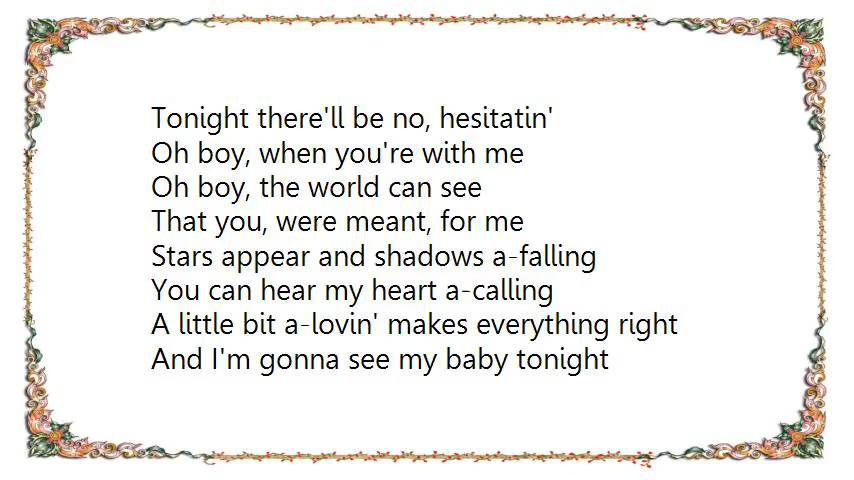 Tonight there'll be no, hesitatin'
Oh boy, when you're with me
Oh boy, the world can see
That you, were meant, for me
Stars appear and shadows a-falling
You can hear my heart a-calling
A little bit a-lovin' makes everything right
And I'm gonna see my baby tonight